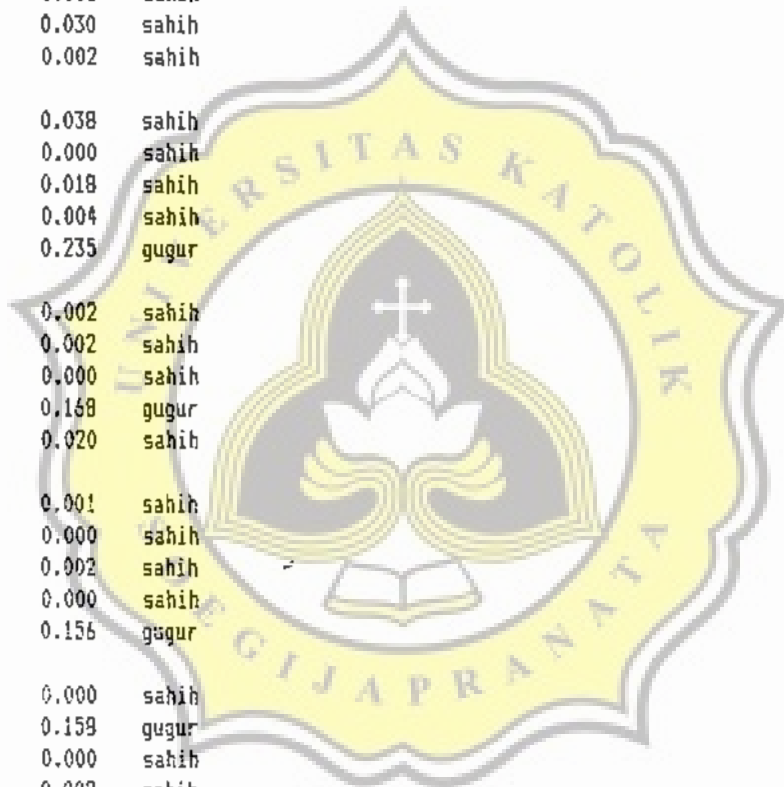 0.030 sahih
0.002 sahih
0.038 sahih
0.000 sahih
0.018 sahih
0.004 sahih
0.235 gugur
0.002 sahih
0.002 sahih
0.000 sahih
0.168 gugur
0.020 sahih
0.001 sahih
0.000 sahih
0.002 sahih
0.000 sahih
0.156 gugur
0.000 sahih
0.159 gugur
0.000 sahih
UNIVERSITAS KATOLIK
SOEGIJAPRANATA